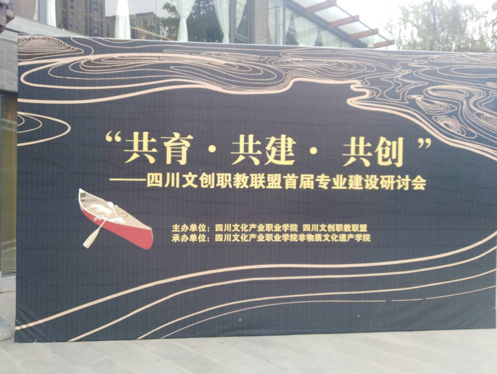 “共育·共建· 共创 ”
——四川文创职教联盟首届专业建设研讨会
主办单位：四川文化产业职业学院 四川文创职教联盟
承办单位：四川文化产业职业学院非物质文化遗产学院